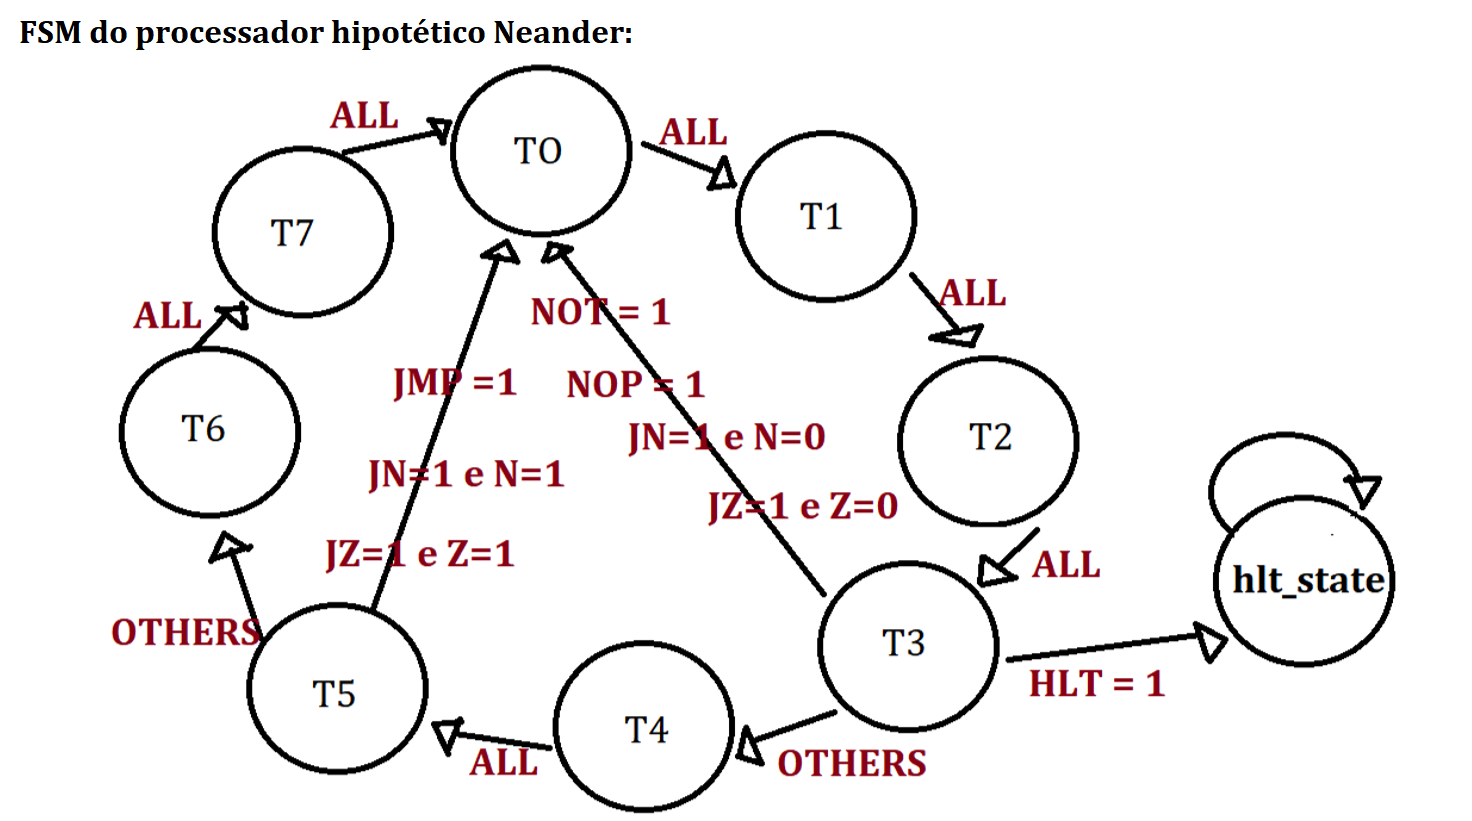 FSM do processador hipotético Neander:
ALL
T0
ALL
T1
T7
ALL
ALL
NOT = 1
JMP =1
NOP = 1
T6
JN=1 e N=0
T2
JN=1 e N=1
JZ=1 e Z=0
JZ=1 e Z=1
ALL
hlt_state
OTHERS
T3
HLT = 1
T5
T4
ALL
OTHERS